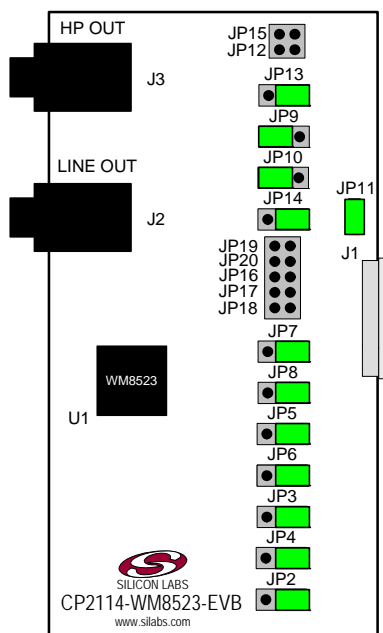 HP OUT
J3
JP15
JP12
JP13
JP9
JP10
JP14
JP11
LINE OUT
J2
J1
JP19
JP20
JP16
JP17
JP18
JP7
JP8
WM8523
U1
JP5
JP6
JP3
JP4
JP2
SILICON LABS
CP2114-WM8523-EVB
www.silabs.com